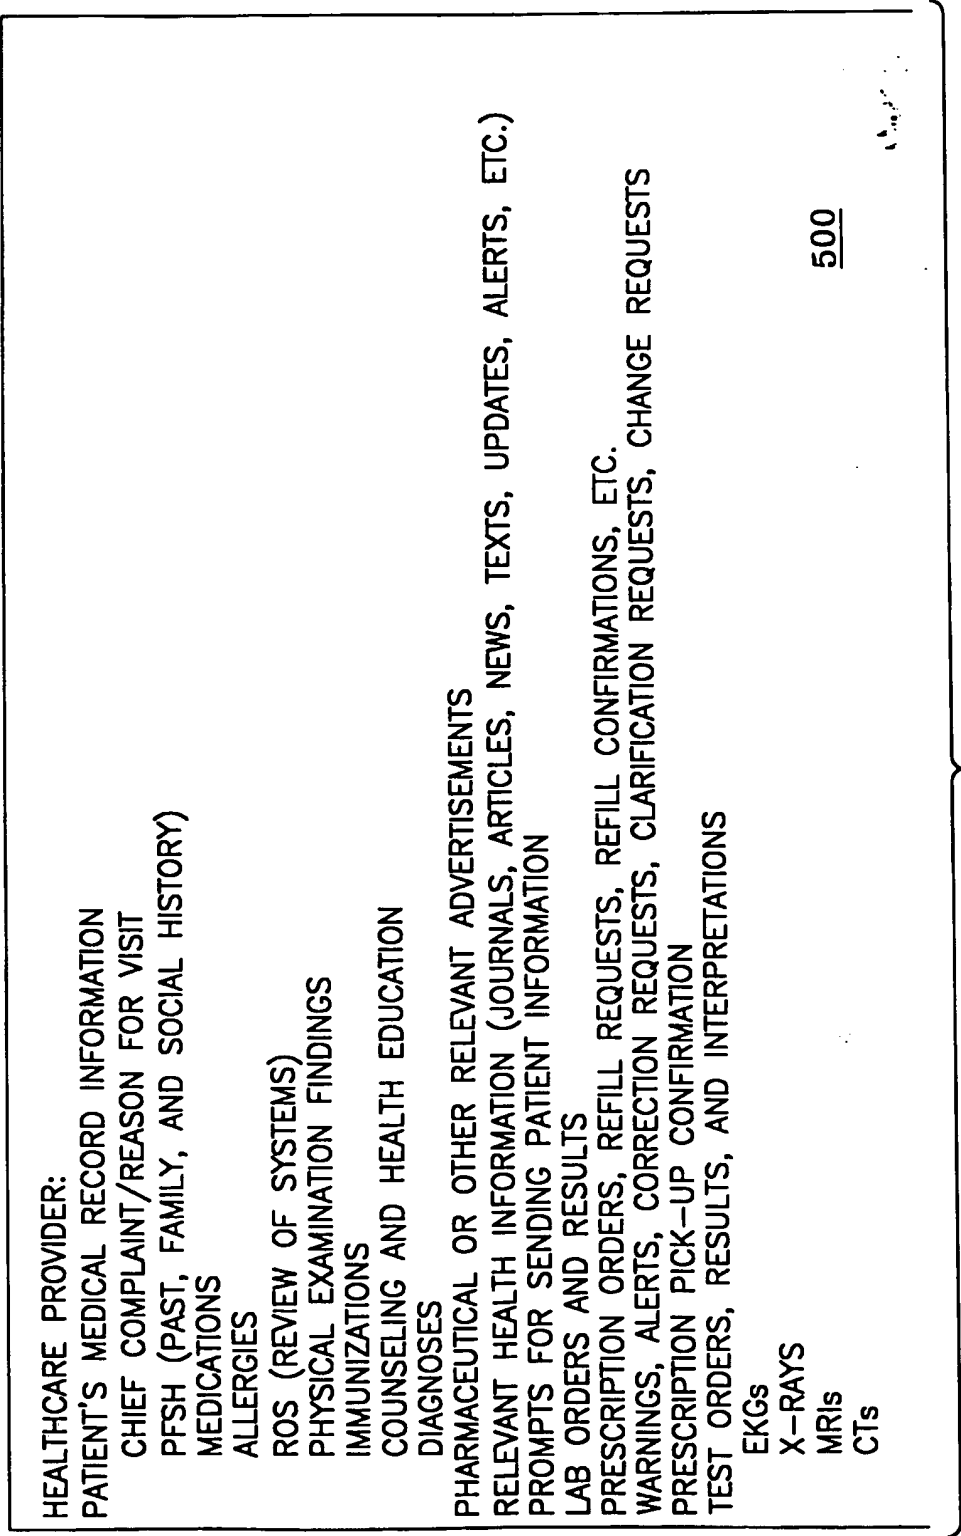 HEALTHCARE PROVIDER:
PATIENT'S MEDICAL RECORD INFORMATION
CHIEF COMPLAINT/REASON FOR VISIT
PFSH (PAST, FAMILY, AND SOCIAL HISTORY)
MEDICATIONS
ALLERGIES
ROS (REVIEW OF SYSTEMS)
PHYSICAL EXAMINATION FINDINGS
IMMUNIZATIONS
COUNSELING AND HEALTH EDUCATION
DIAGNOSES
PHARMACEUTICAL OR OTHER RELEVANT ADVERTISEMENTS
RELEVANT HEALTH INFORMATION (JOURNALS, ARTICLES, NEWS, TEXTS, UPDATES, ALERTS, ETC.)
PROMPTS FOR SENDING PATIENT INFORMATION
LAB ORDERS AND RESULTS
PRESCRIPTION ORDERS, REFILL REQUESTS, REFILL CONFIRMATIONS, ETC.
WARNINGS, ALERTS, CORRECTION REQUESTS, CLARIFICATION REQUESTS, CHANGE REQUESTS
PRESCRIPTION PICK–UP CONFIRMATION
TEST ORDERS, RESULTS, AND INTERPRETATIONS
EKGs
X–RAYS
MRIs
CTs
500